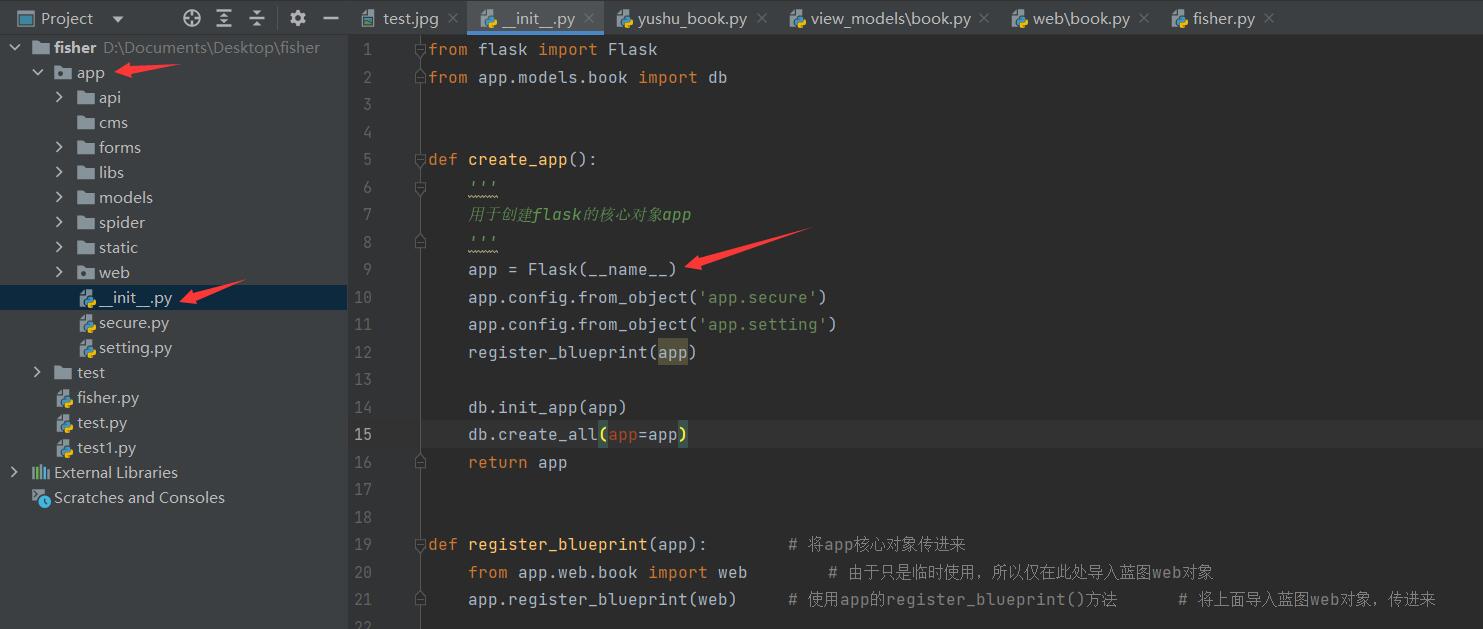 Project
test.jpg
__init__.py
yushu_book.py
view_models\book.py
web\book.py
fisher.py
fisher D:\Documents\Desktop\fisher
app
api
cms
forms
libs
models
spider
static
web
__init__.py
secure.py
setting.py
test
fisher.py
test.py
test1.py
External Libraries
Scratches and Consoles
1 from flask import Flask
2 from app.models.book import db
3
4
5 def create_app():
6 '''
7 用于创建flask的核心对象app
8 '''
9 app = Flask(__name__)
10 app.config.from_object('app.secure')
11 app.config.from_object('app.setting')
12 register_blueprint(app)
13
14 db.init_app(app)
15 db.create_all(app=app)
16 return app
17
18
19 def register_blueprint(app): # 将app核心对象传进来
20 from app.web.book import web # 由于只是临时使用，所以仅在此处导入蓝图web对象
21 app.register_blueprint(web) # 使用app的register_blueprint()方法 # 将上面导入蓝图web对象，传进来
22